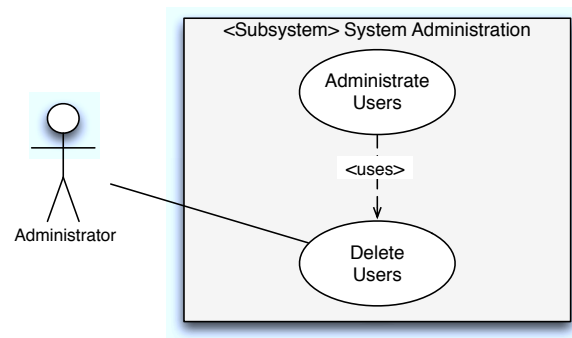 <Subsystem> System Administration
Administrate
Users
<uses>
Administrator
Delete
Users